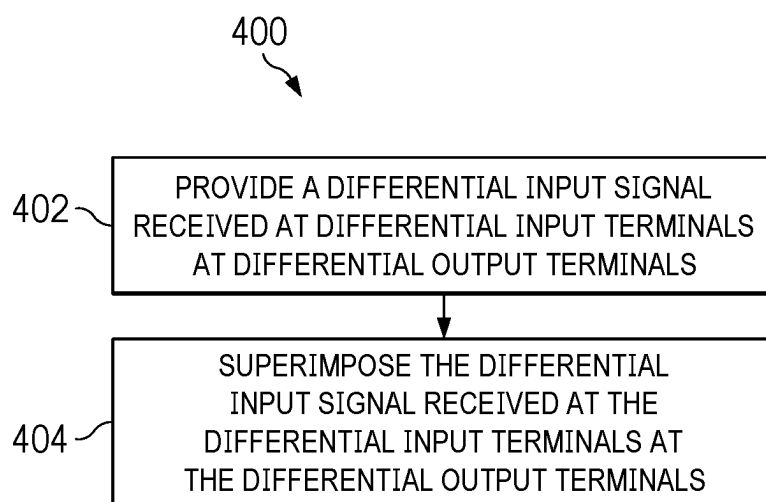 400
402
PROVIDE A DIFFERENTIAL INPUT SIGNAL
RECEIVED AT DIFFERENTIAL INPUT TERMINALS
AT DIFFERENTIAL OUTPUT TERMINALS
404
SUPERIMPOSE THE DIFFERENTIAL
INPUT SIGNAL RECEIVED AT THE
DIFFERENTIAL INPUT TERMINALS AT
THE DIFFERENTIAL OUTPUT TERMINALS